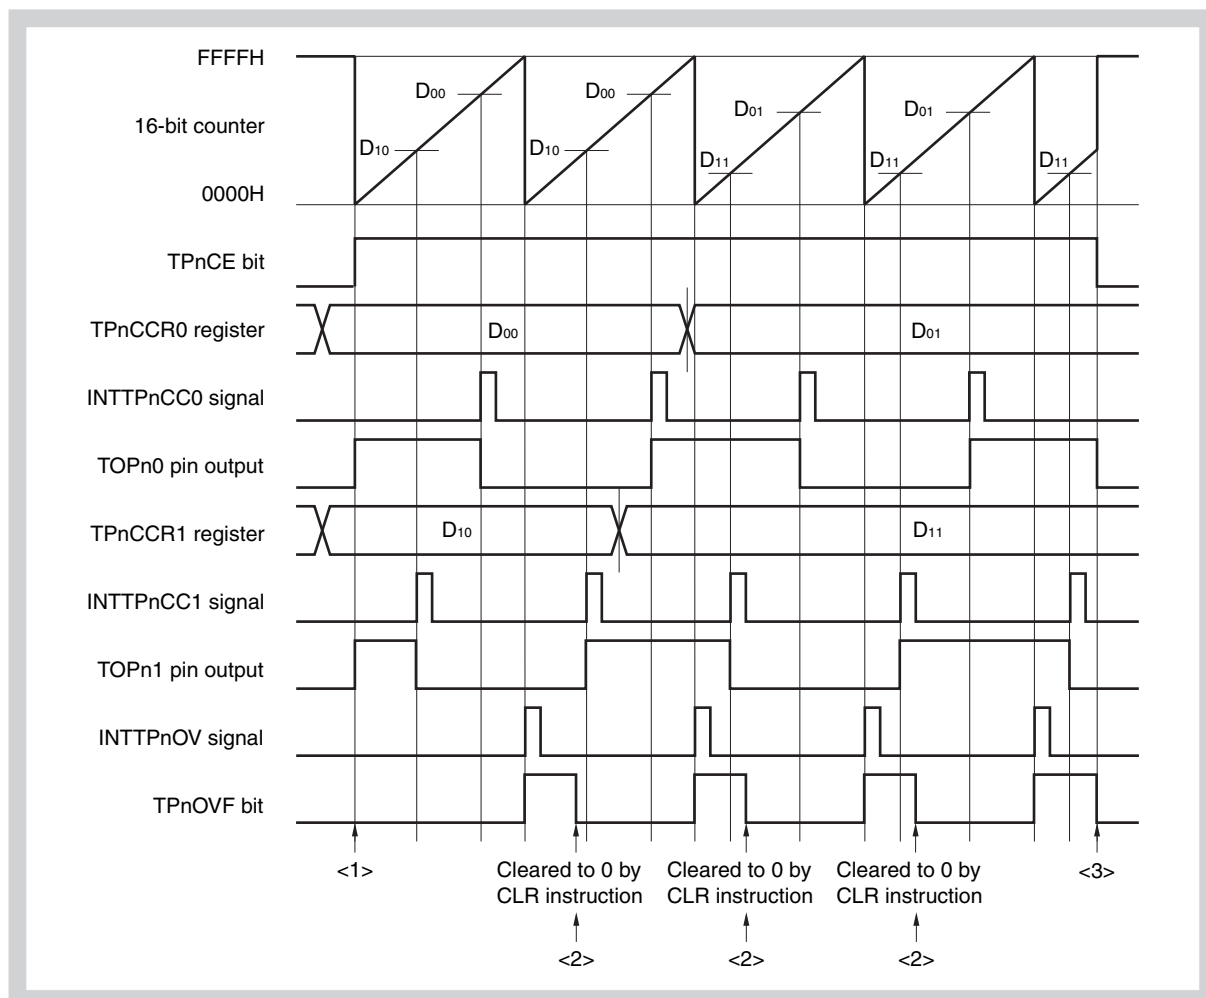 FFFFH
D00
D00
D01
D01
16-bit counter
D10
D10
D11
D11
D11
0000H
TPnCE bit
TPnCCR0 register
D00
D01
INTTPnCC0 signal
TOPn0 pin output
TPnCCR1 register
D10
D11
INTTPnCC1 signal
TOPn1 pin output
INTTPnOV signal
TPnOVF bit
<1>
Cleared to 0 by
CLR instruction
<2>
Cleared to 0 by
CLR instruction
<2>
Cleared to 0 by
CLR instruction
<2>
<3>